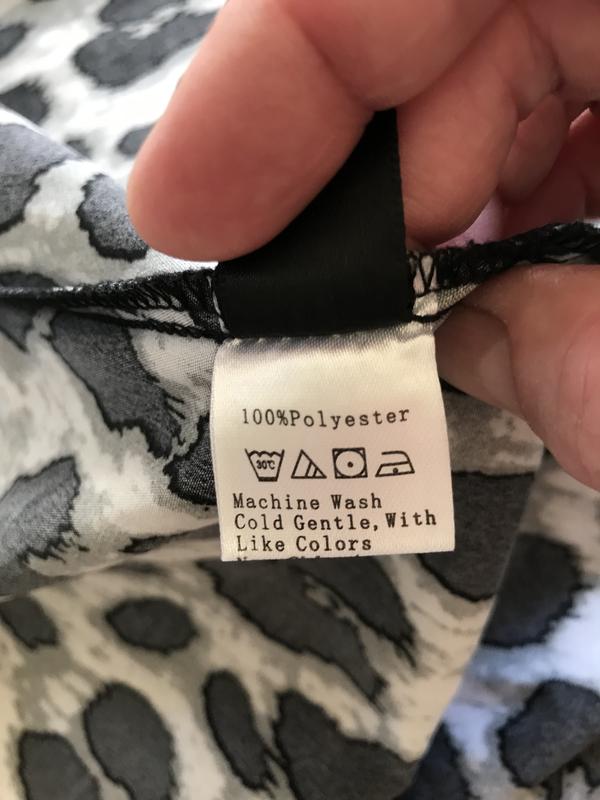 100%Polyester
30°C
Machine Wash
Cold Gentle, With
Like Colors